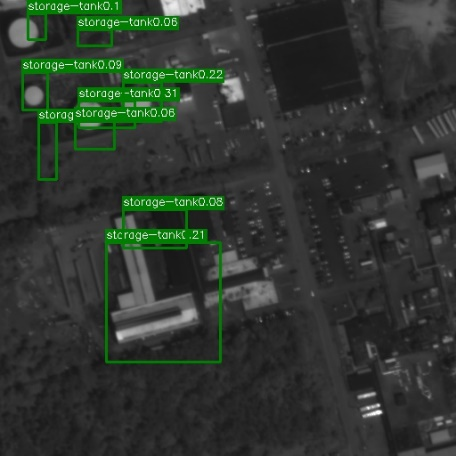 storage-tank0.1
storage-tank0.06
storage-tank0.09
storage-tank0.22
storage-tank0.31
storag
storage-tank0.06
storage-tank0.08
storage-tank0.21